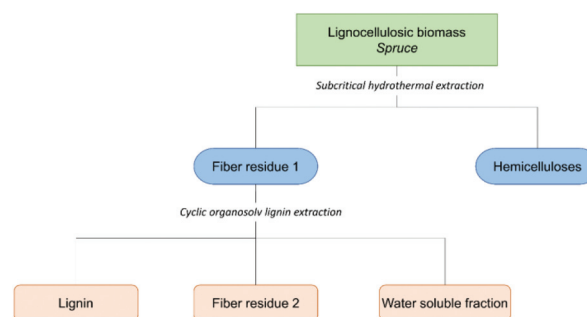 Lignocellulosic biomass
Spruce
Subcritical hydrothermal extraction
Fiber residue 1
Hemicelluloses
Cyclic organosolv lignin extraction
Lignin
Fiber residue 2
Water soluble fraction